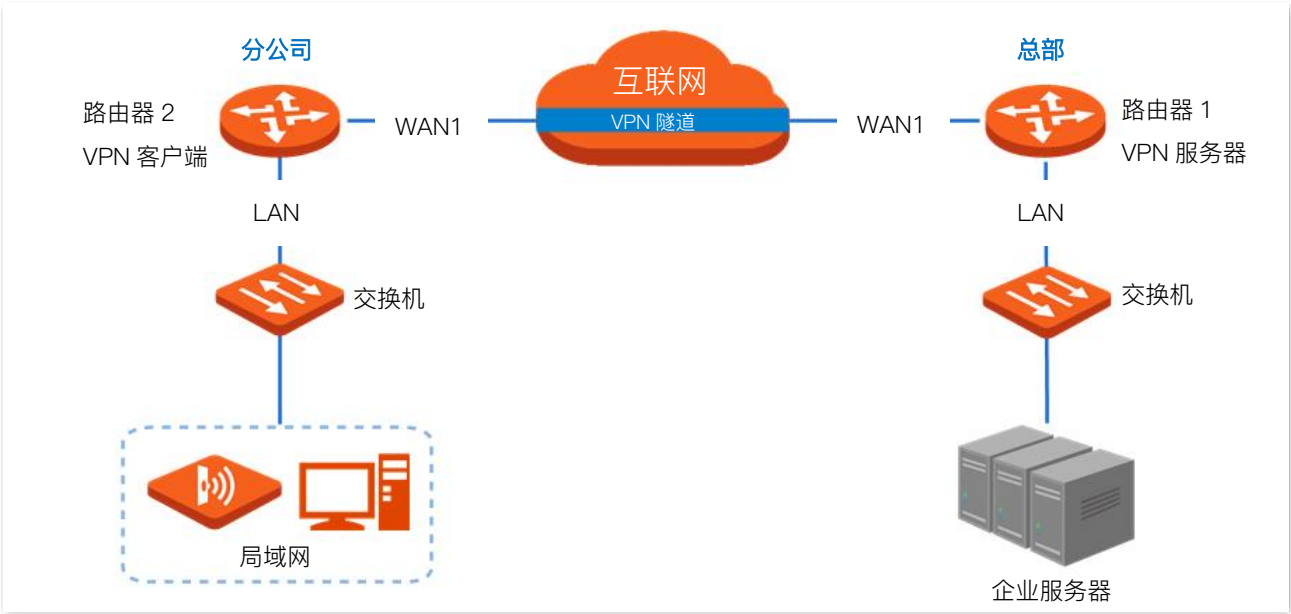 分公司
总部
互联网
VPN 隧道
路由器 2
VPN 客户端
WAN1
WAN1
路由器 1
VPN 服务器
LAN
LAN
交换机
交换机
局域网
企业服务器